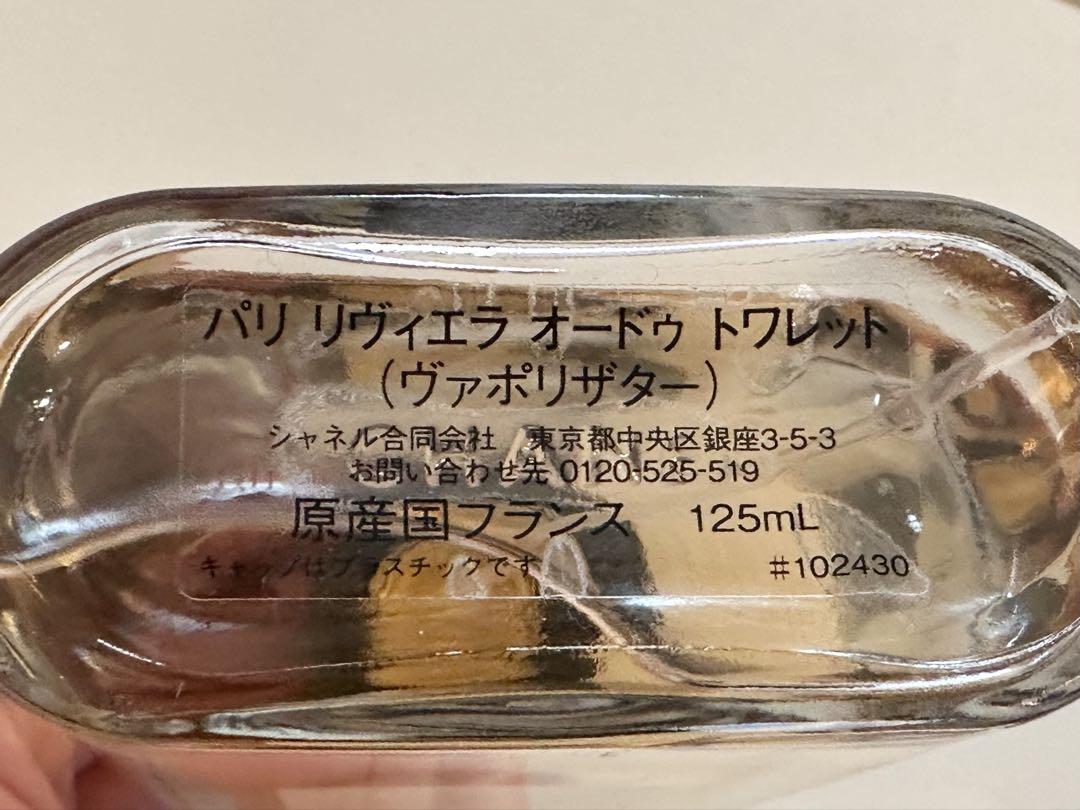 パリ リヴィエラ オードゥ トワレット
(ヴァポリザター)
シャネル合同会社 東京都中央区銀座3-5-3
お問い合わせ先 0120-525-519
原産国フランス 125mL
キャップはプラスチックです #102430